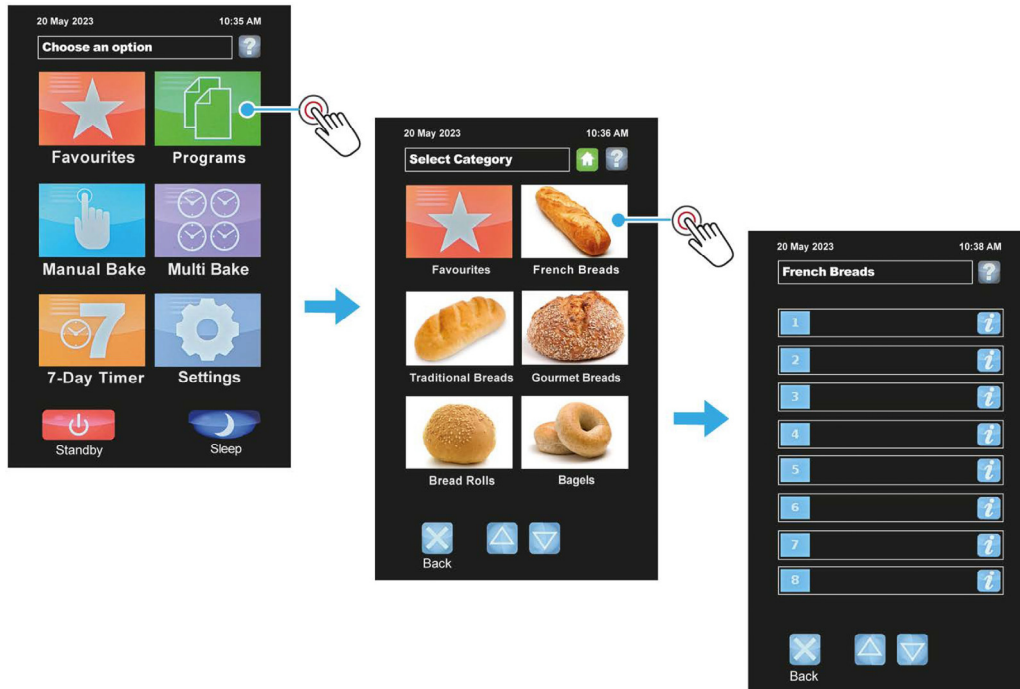 20 May 2023 10:35 AM
Choose an option ?
Favourites Programs
Manual Bake Multi Bake
7
7-Day Timer Settings
Standby Sleep
20 May 2023 10:36 AM
Select Category ?
Favourites French Breads
Traditional Breads Gourmet Breads
Bread Rolls Bagels
Back
20 May 2023 10:38 AM
French Breads ?
1 i
2 i
3 i
4 i
5 i
6 i
7 i
8 i
Back